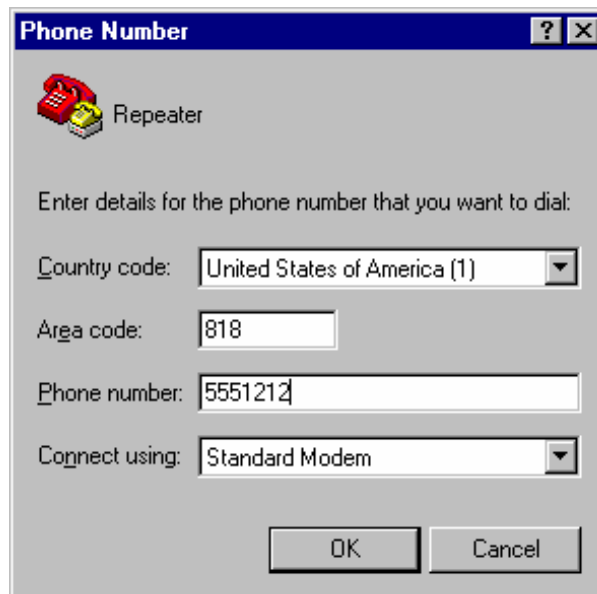 Phone Number
Repeater
Enter details for the phone number that you want to dial:
Country code: United States of America (1)
Area code: 818
Phone number: 5551212
Connect using: Standard Modem
OK Cancel